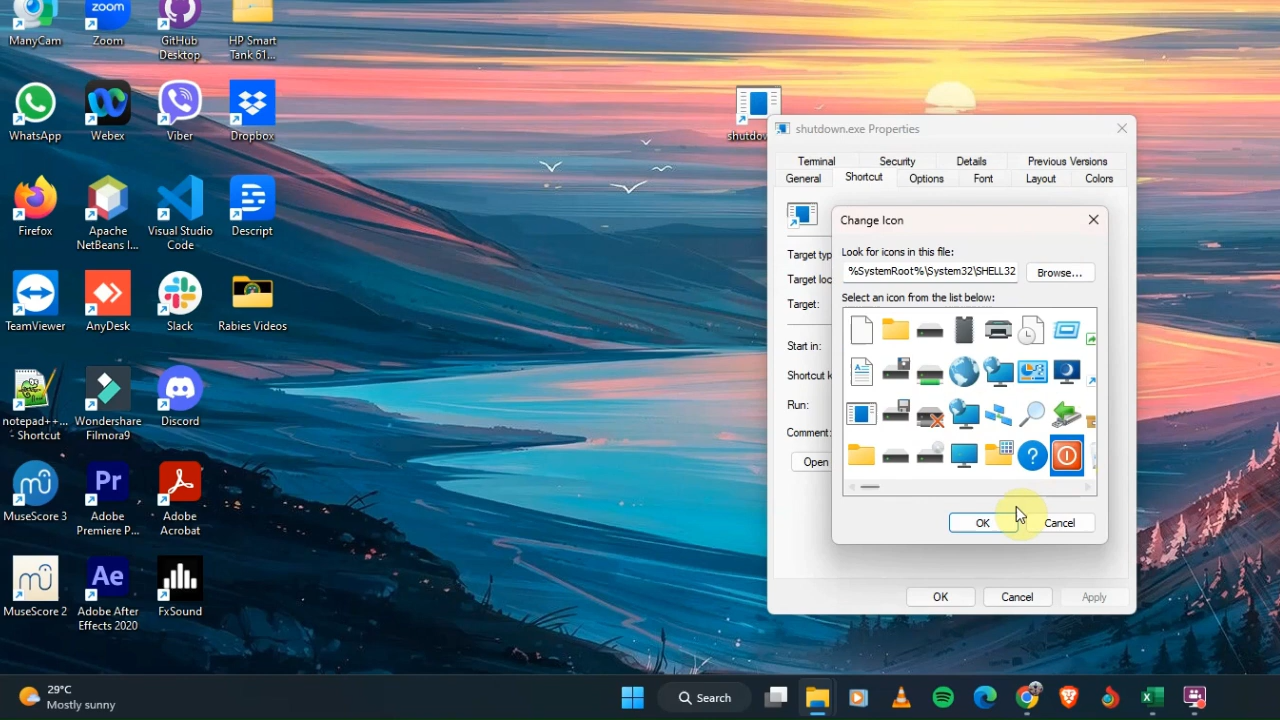 ManyCam
Zoom
GitHub
Desktop
HP Smart
Tank 61...
zoom
WhatsApp
Webex
Viber
Dropbox
Firefox
Apache
NetBeans I...
Visual Studio
Code
Descript
TeamViewer
AnyDesk
Slack
Rabies Videos
notepad++...
- Shortcut
Wondershare
Filmora9
Discord
MuseScore 3
Pr
Adobe
Premiere P...
Adobe
Acrobat
MuseScore 2
Ae
Adobe After
Effects 2020
FxSound
shutdown.exe Properties
Terminal
Security
Details
Previous Versions
General
Shortcut
Options
Font
Layout
Colors
Target typ
Target loc
Target:
Start in:
Shortcut k
Run:
Comment:
Open
Change Icon
Look for icons in this file:
%SystemRoot%\System32\SHELL32
Browse...
Select an icon from the list below:
OK
Cancel
OK
Cancel
Apply
29°C
Mostly sunny
Search